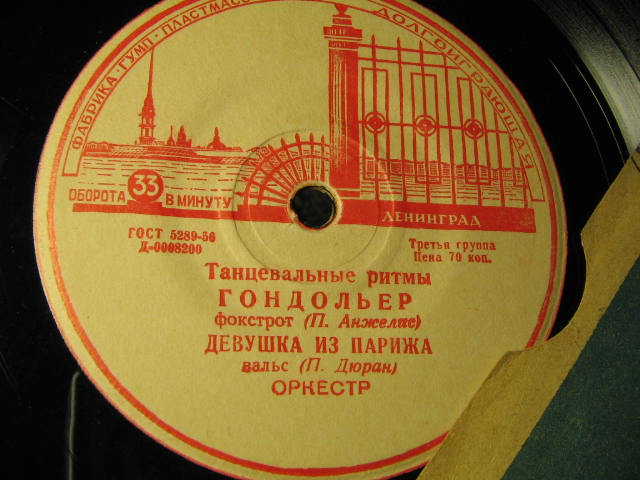 ФАБРИКА · ГУМП · ПЛАСТМАСС
ДОЛГОИГРАЮЩАЯ
33 ОБОРОТА В МИНУТУ
ЛЕНИНГРАД
ГОСТ 5289-56
Д-0008200
Третья группа
Цена 70 коп.
Танцевальные ритмы
ГОНДОЛЬЕР
фокстрот (П. Анжелис)
ДЕВУШКА ИЗ ПАРИЖА
вальс (П. Дюран)
ОРКЕСТР